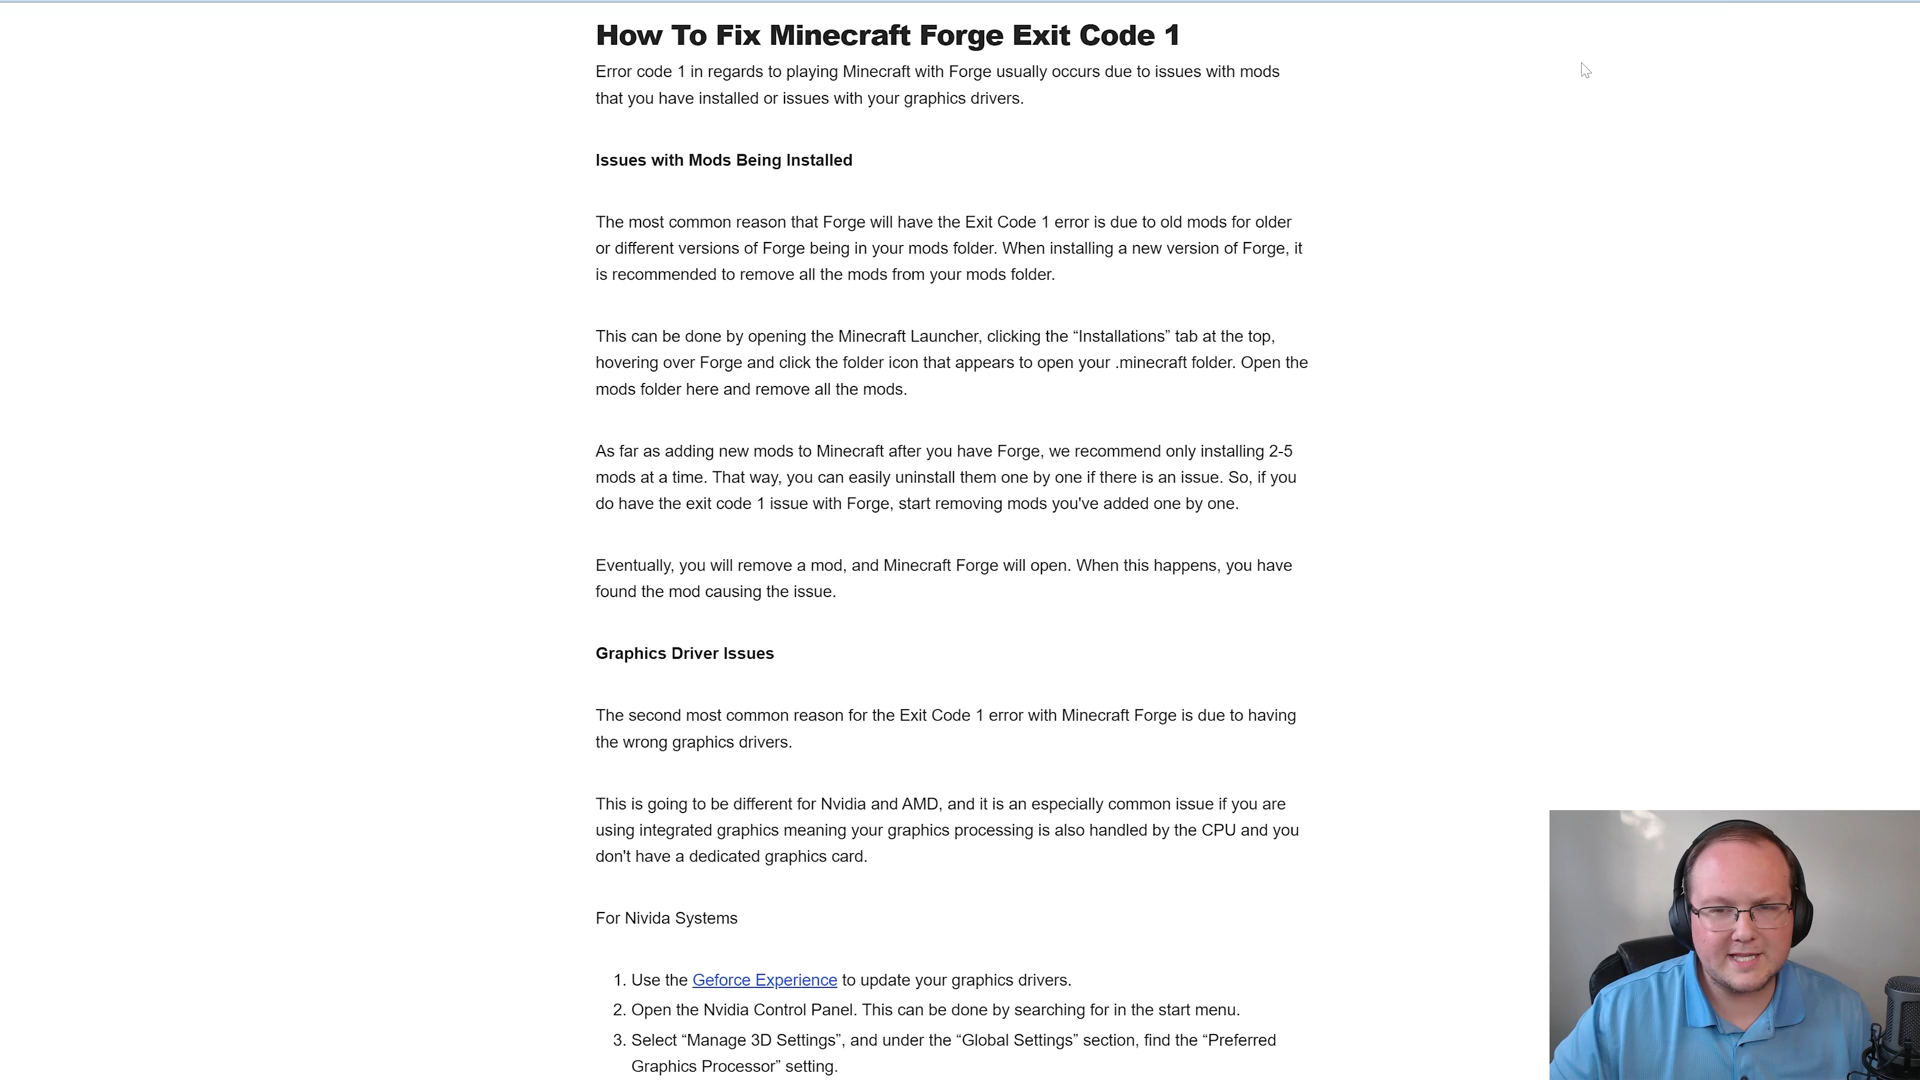 How To Fix Minecraft Forge Exit Code 1
Error code 1 in regards to playing Minecraft with Forge usually occurs due to issues with mods
that you have installed or issues with your graphics drivers.
Issues with Mods Being Installed
The most common reason that Forge will have the Exit Code 1 error is due to old mods for older
or different versions of Forge being in your mods folder. When installing a new version of Forge, it
is recommended to remove all the mods from your mods folder.
This can be done by opening the Minecraft Launcher, clicking the “Installations” tab at the top,
hovering over Forge and click the folder icon that appears to open your .minecraft folder. Open the
mods folder here and remove all the mods.
As far as adding new mods to Minecraft after you have Forge, we recommend only installing 2-5
mods at a time. That way, you can easily uninstall them one by one if there is an issue. So, if you
do have the exit code 1 issue with Forge, start removing mods you've added one by one.
Eventually, you will remove a mod, and Minecraft Forge will open. When this happens, you have
found the mod causing the issue.
Graphics Driver Issues
The second most common reason for the Exit Code 1 error with Minecraft Forge is due to having
the wrong graphics drivers.
This is going to be different for Nvidia and AMD, and it is an especially common issue if you are
using integrated graphics meaning your graphics processing is also handled by the CPU and you
don't have a dedicated graphics card.
For Nivida Systems
1. Use the Geforce Experience to update your graphics drivers.
2. Open the Nvidia Control Panel. This can be done by searching for in the start menu.
3. Select “Manage 3D Settings”, and under the “Global Settings” section, find the “Preferred
Graphics Processor” setting.